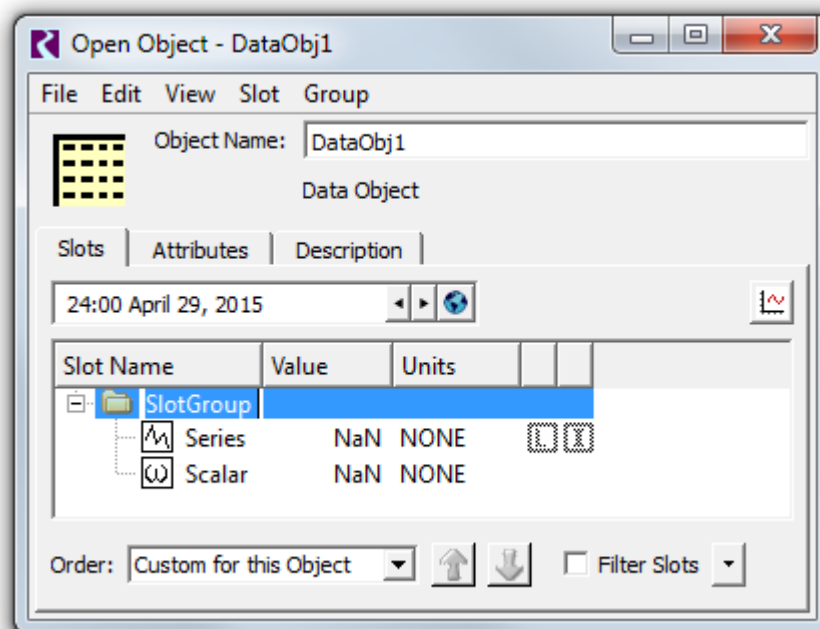 Open Object - DataObj1
File Edit View Slot Group
Object Name: DataObj1
Data Object
Slots Attributes Description
24:00 April 29, 2015
Slot Name Value Units
SlotGroup
Series NaN NONE L X
Scalar NaN NONE
Order: Custom for this Object Filter Slots